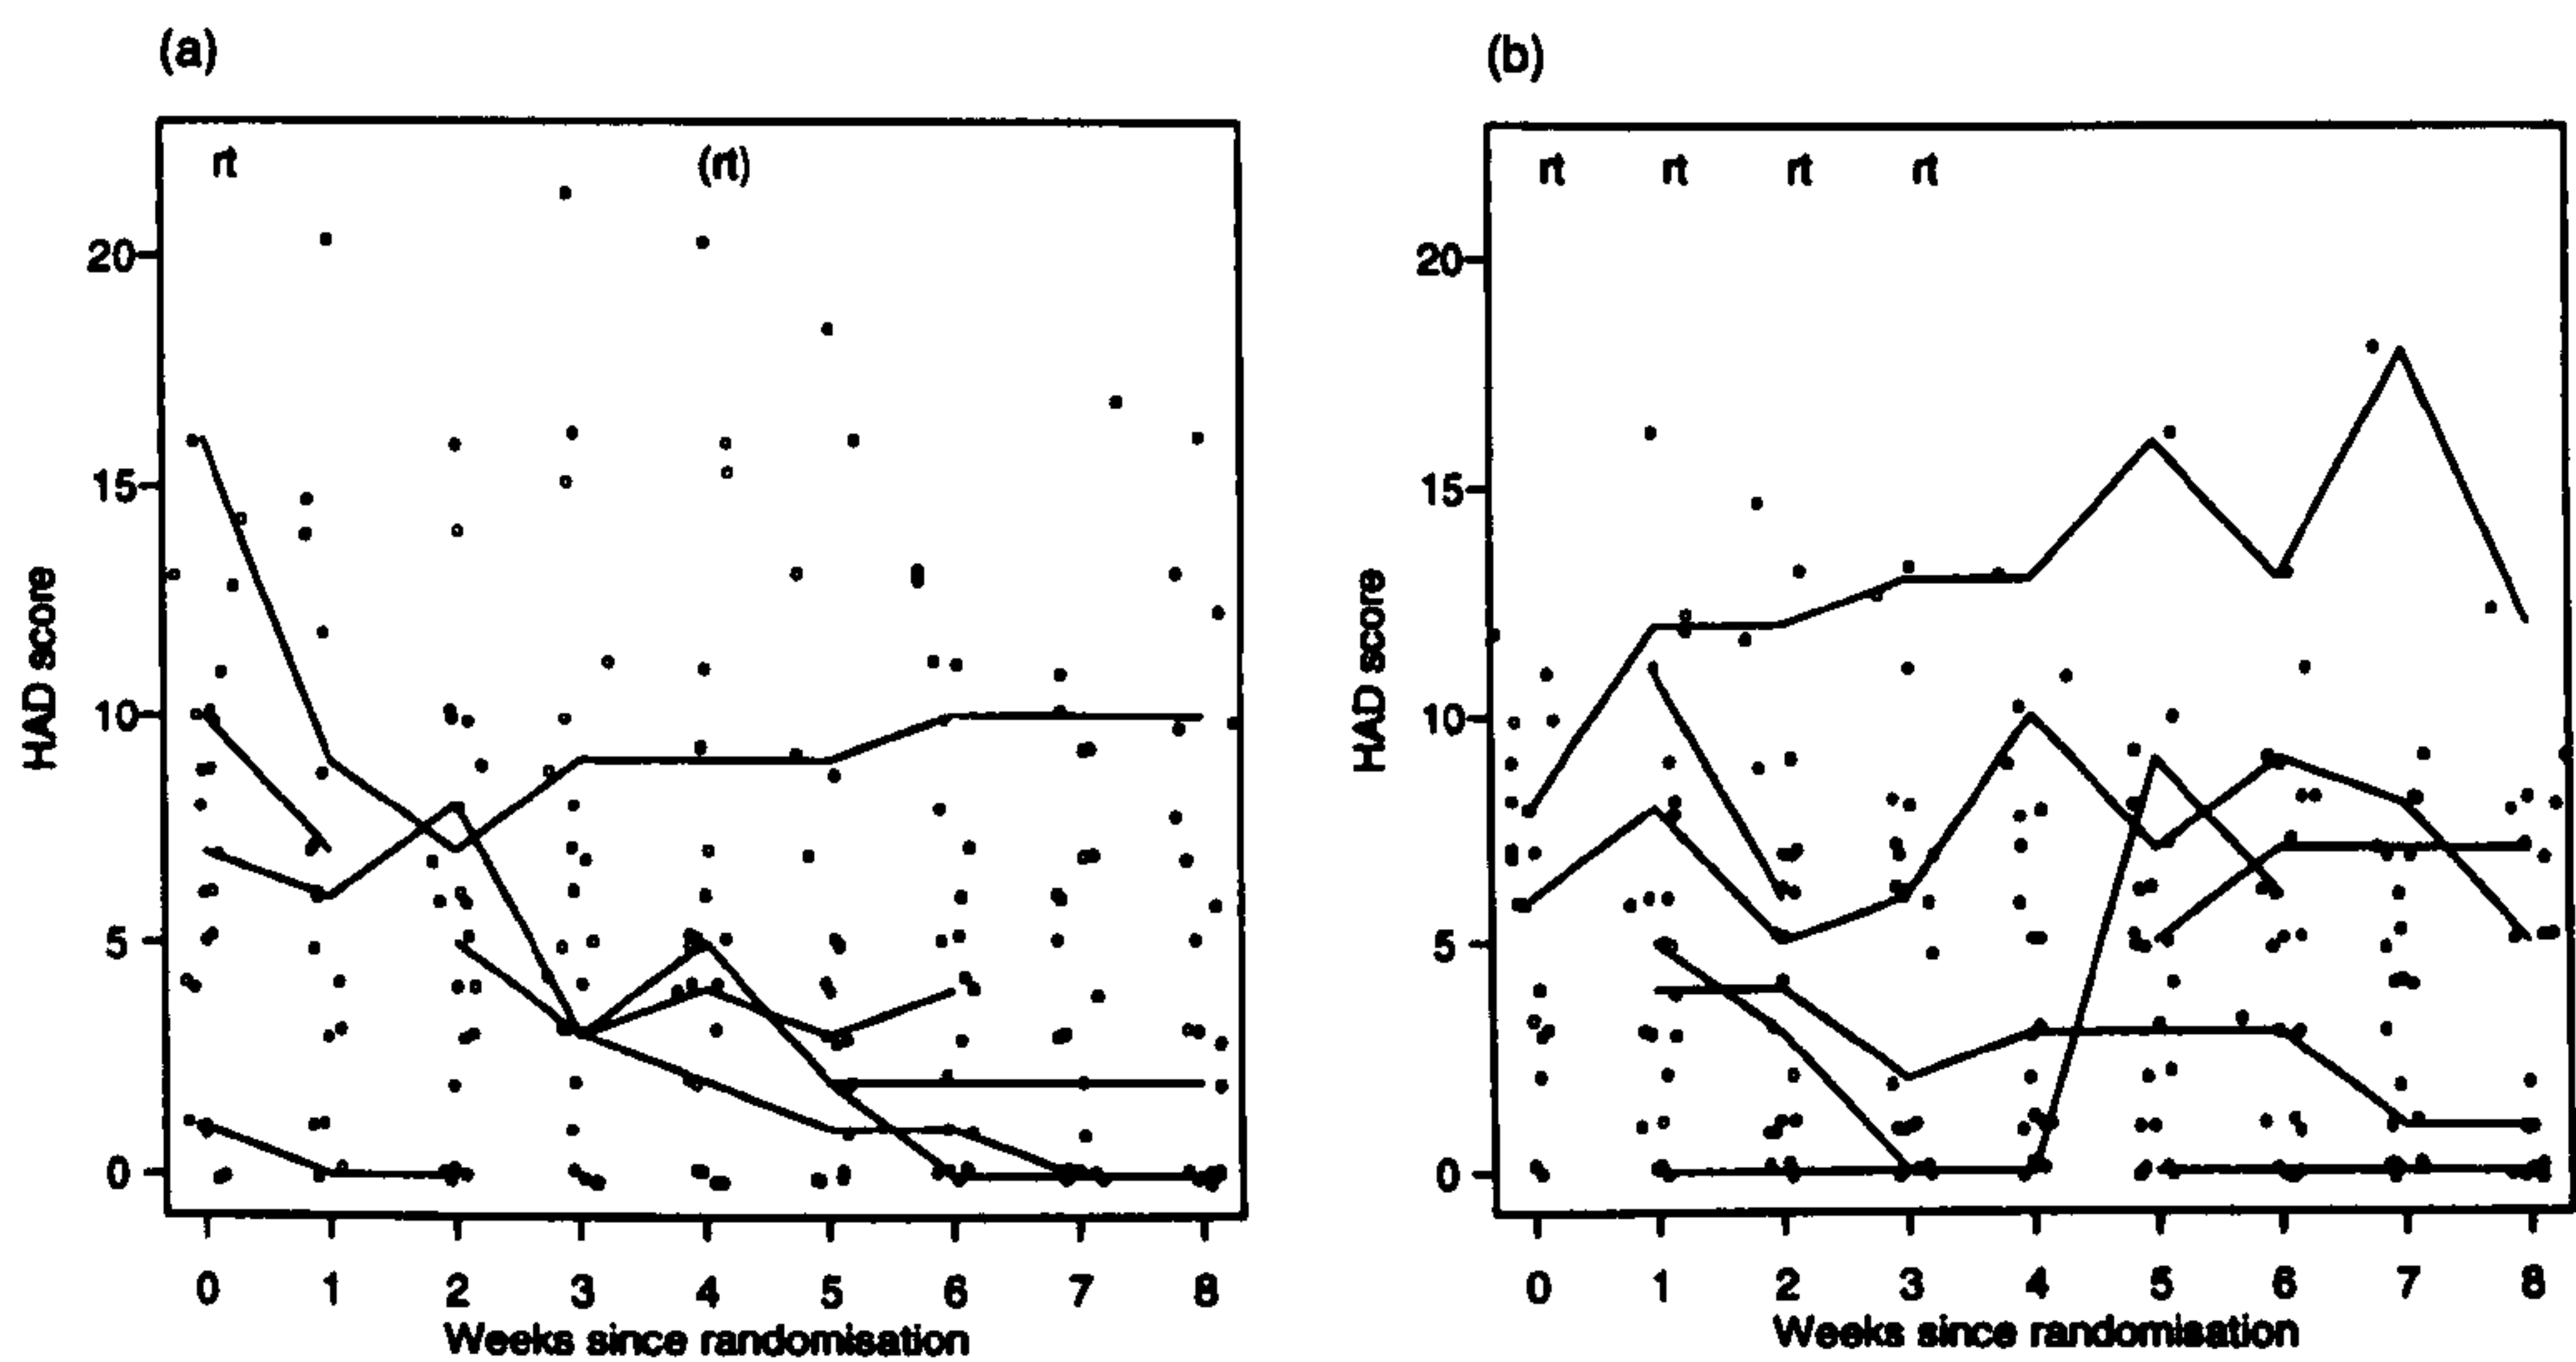 (a)
rt (rt)
20
15
10
5
0
HAD score
0 1 2 3 4 5 6 7 8
Weeks since randomisation
(b)
rt rt rt rt
20
15
10
5
0
HAD score
0 1 2 3 4 5 6 7 8
Weeks since randomisation